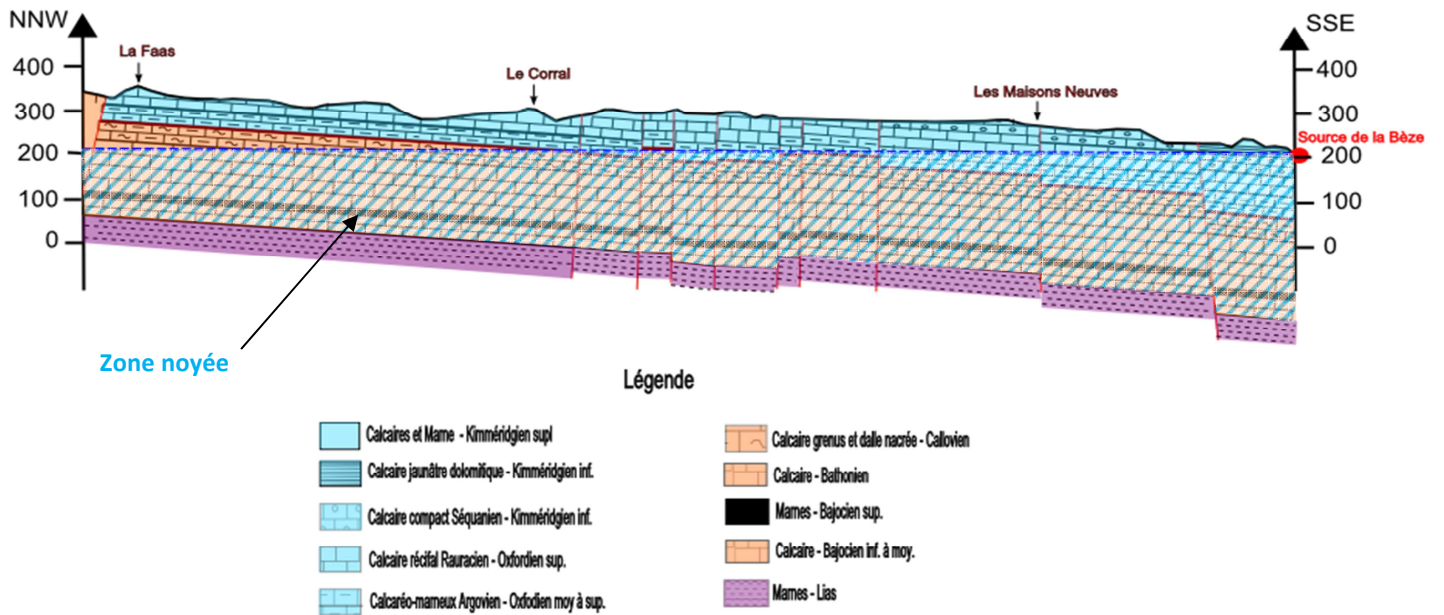 NNW
SSE
La Faas
Le Corral
Les Maisons Neuves
400
300
200
100
0
400
300
Source de la Bèze
200
100
0
Zone noyée
Légende
Calcaires et Marne - Kimméridgien supl
Calcaire jaunâtre dolomitique - Kimméridgien inf.
Calcaire compact Séquanien - Kimméridgien inf.
Calcaire récifal Rauracien - Oxfordien sup.
Calcaréo-marneux Argovien - Oxfodien moy à sup.
Calcaire grenus et dalle nacrée - Callovien
Calcaire - Bathonien
Marnes - Bajocien sup.
Calcaire - Bajocien inf. à moy.
Marnes - Lias